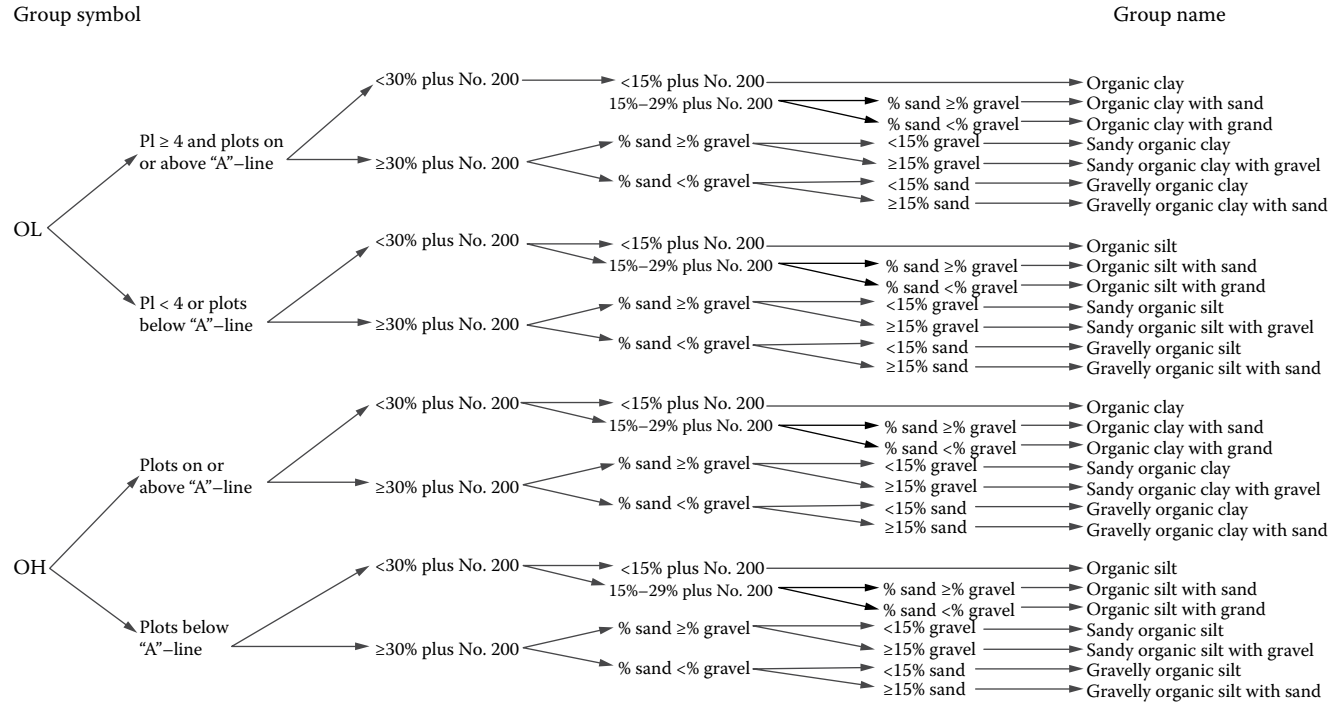 Group symbol
Group name
OL
Pl ≥ 4 and plots on
or above “A”–line
<30% plus No. 200
<15% plus No. 200
Organic clay
15%–29% plus No. 200
% sand ≥% gravel
Organic clay with sand
% sand <% gravel
Organic clay with grand
≥30% plus No. 200
% sand ≥% gravel
<15% gravel
Sandy organic clay
≥15% gravel
Sandy organic clay with gravel
% sand <% gravel
<15% sand
Gravelly organic clay
≥15% sand
Gravelly organic clay with sand
Pl < 4 or plots
below “A”–line
<30% plus No. 200
<15% plus No. 200
Organic silt
15%–29% plus No. 200
% sand ≥% gravel
Organic silt with sand
% sand <% gravel
Organic silt with grand
≥30% plus No. 200
% sand ≥% gravel
<15% gravel
Sandy organic silt
≥15% gravel
Sandy organic silt with gravel
% sand <% gravel
<15% sand
Gravelly organic silt
≥15% sand
Gravelly organic silt with sand
OH
Plots on or
above “A”–line
<30% plus No. 200
<15% plus No. 200
Organic clay
15%–29% plus No. 200
% sand ≥% gravel
Organic clay with sand
% sand <% gravel
Organic clay with grand
≥30% plus No. 200
% sand ≥% gravel
<15% gravel
Sandy organic clay
≥15% gravel
Sandy organic clay with gravel
% sand <% gravel
<15% sand
Gravelly organic clay
≥15% sand
Gravelly organic clay with sand
Plots below
“A”–line
<30% plus No. 200
<15% plus No. 200
Organic silt
15%–29% plus No. 200
% sand ≥% gravel
Organic silt with sand
% sand <% gravel
Organic silt with grand
≥30% plus No. 200
% sand ≥% gravel
<15% gravel
Sandy organic silt
≥15% gravel
Sandy organic silt with gravel
% sand <% gravel
<15% sand
Gravelly organic silt
≥15% sand
Gravelly organic silt with sand